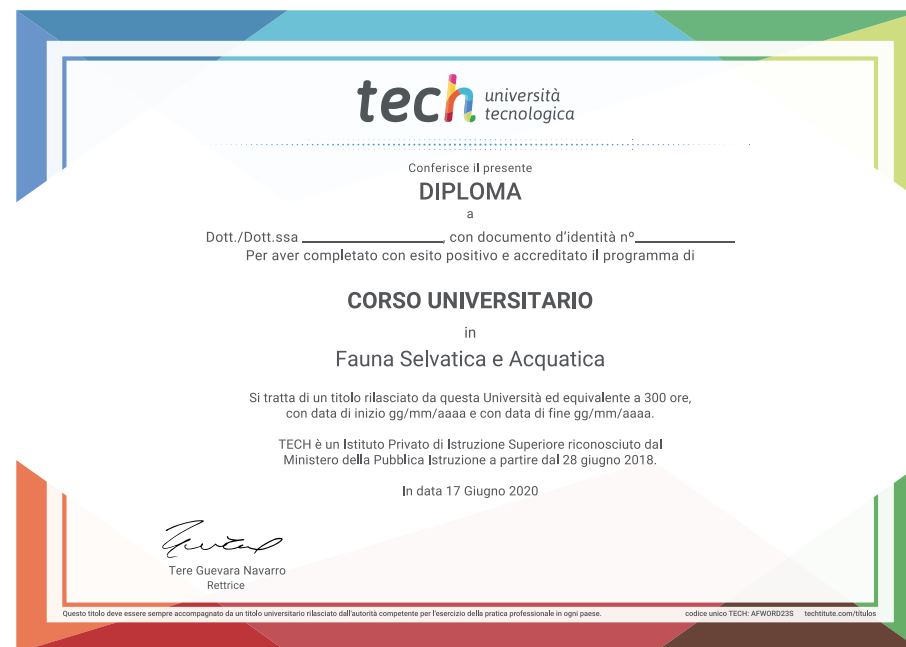 tech università
tecnologica
Conferisce il presente
DIPLOMA
a
Dott./Dott.ssa ________________, con documento d'identità nº____________
Per aver completato con esito positivo e accreditato il programma di
CORSO UNIVERSITARIO
in
Fauna Selvatica e Acquatica
Si tratta di un titolo rilasciato da questa Università ed equivalente a 300 ore,
con data di inizio gg/mm/aaaa e con data di fine gg/mm/aaaa.
TECH è un Istituto Privato di Istruzione Superiore riconosciuto dal
Ministero della Pubblica Istruzione a partire dal 28 giugno 2018.
In data 17 Giugno 2020
Tere Guevara Navarro
Rettrice
Questo titolo deve essere sempre accompagnato da un titolo universitario rilasciato dall'autorità competente per l'esercizio della pratica professionale in ogni paese. codice unico TECH: AFWORD23S techtitute.com/titulos